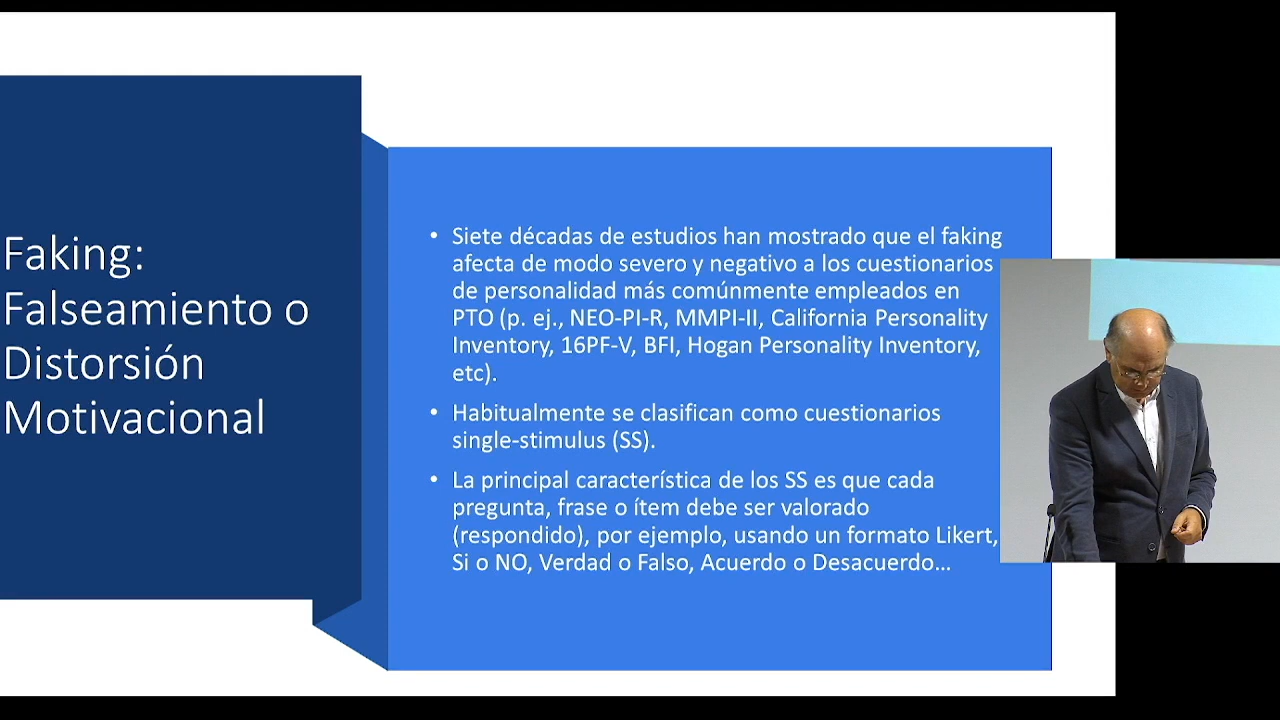 Faking:
Falseamiento o
Distorsión
Motivacional
• Siete décadas de estudios han mostrado que el faking
afecta de modo severo y negativo a los cuestionarios
de personalidad más comúnmente empleados en
PTO (p. ej., NEO-PI-R, MMPI-II, California Personality
Inventory, 16PF-V, BFI, Hogan Personality Inventory,
etc).
• Habitualmente se clasifican como cuestionarios
single-stimulus (SS).
• La principal característica de los SS es que cada
pregunta, frase o ítem debe ser valorado
(respondido), por ejemplo, usando un formato Likert,
Si o NO, Verdad o Falso, Acuerdo o Desacuerdo...